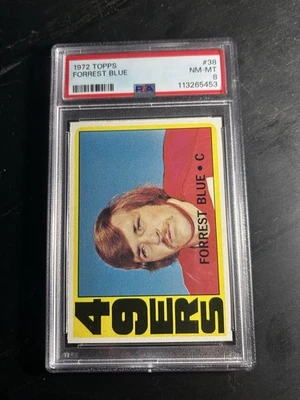 1972 TOPPS
#38
FORREST BLUE
NM-MT
8
PSA
113265453
49ERS
FORREST BLUE • C